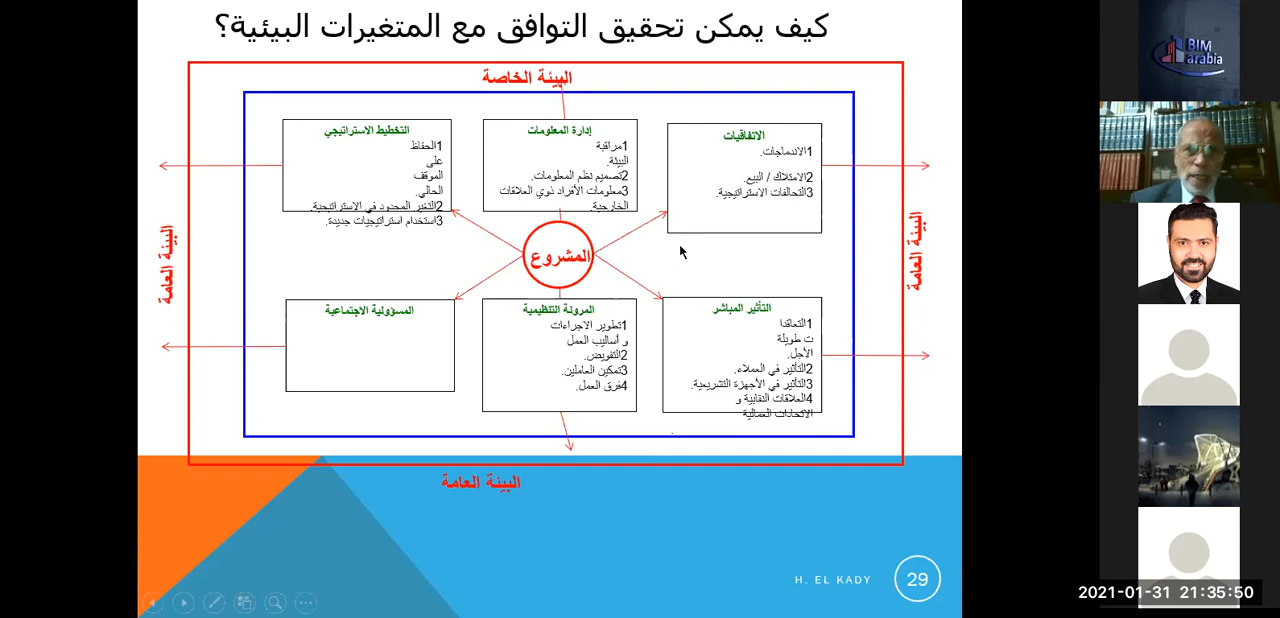 كيف يمكن تحقيق التوافق مع المتغيرات البيئية؟
البيئة الخاصة
الاتفاقيات
1الاندماجات.
2الامتلاك / البيع.
3التحالفات الاستراتيجية.
إدارة المعلومات
1مراقبة
البيئة.
2تصميم نظم المعلومات.
3معلومات الأفراد ذوي العلاقات
الخارجية.
التخطيط الاستراتيجي
1الحفاظ
على
الموقف
الحالي.
2التغير المحدود في الاستراتيجية.
3استخدام استراتيجيات جديدة.
البيئة العامة
المشروع
البيئة العامة
التأثير المباشر
1التعاقدا
ت طويلة
الأجل.
2التأثير في العملاء.
3التأثير في الأجهزة التشريعية.
4العلاقات النقابية و
الاتحادات العمالية
المرونة التنظيمية
1تطوير الاجراءات
و أساليب العمل
2التفويض.
3تمكين العاملين.
4فرق العمل.
المسؤولية الاجتماعية
البيئة العامة
H. EL KADY
29
BIM
arabia
2021-01-31 21:35:50